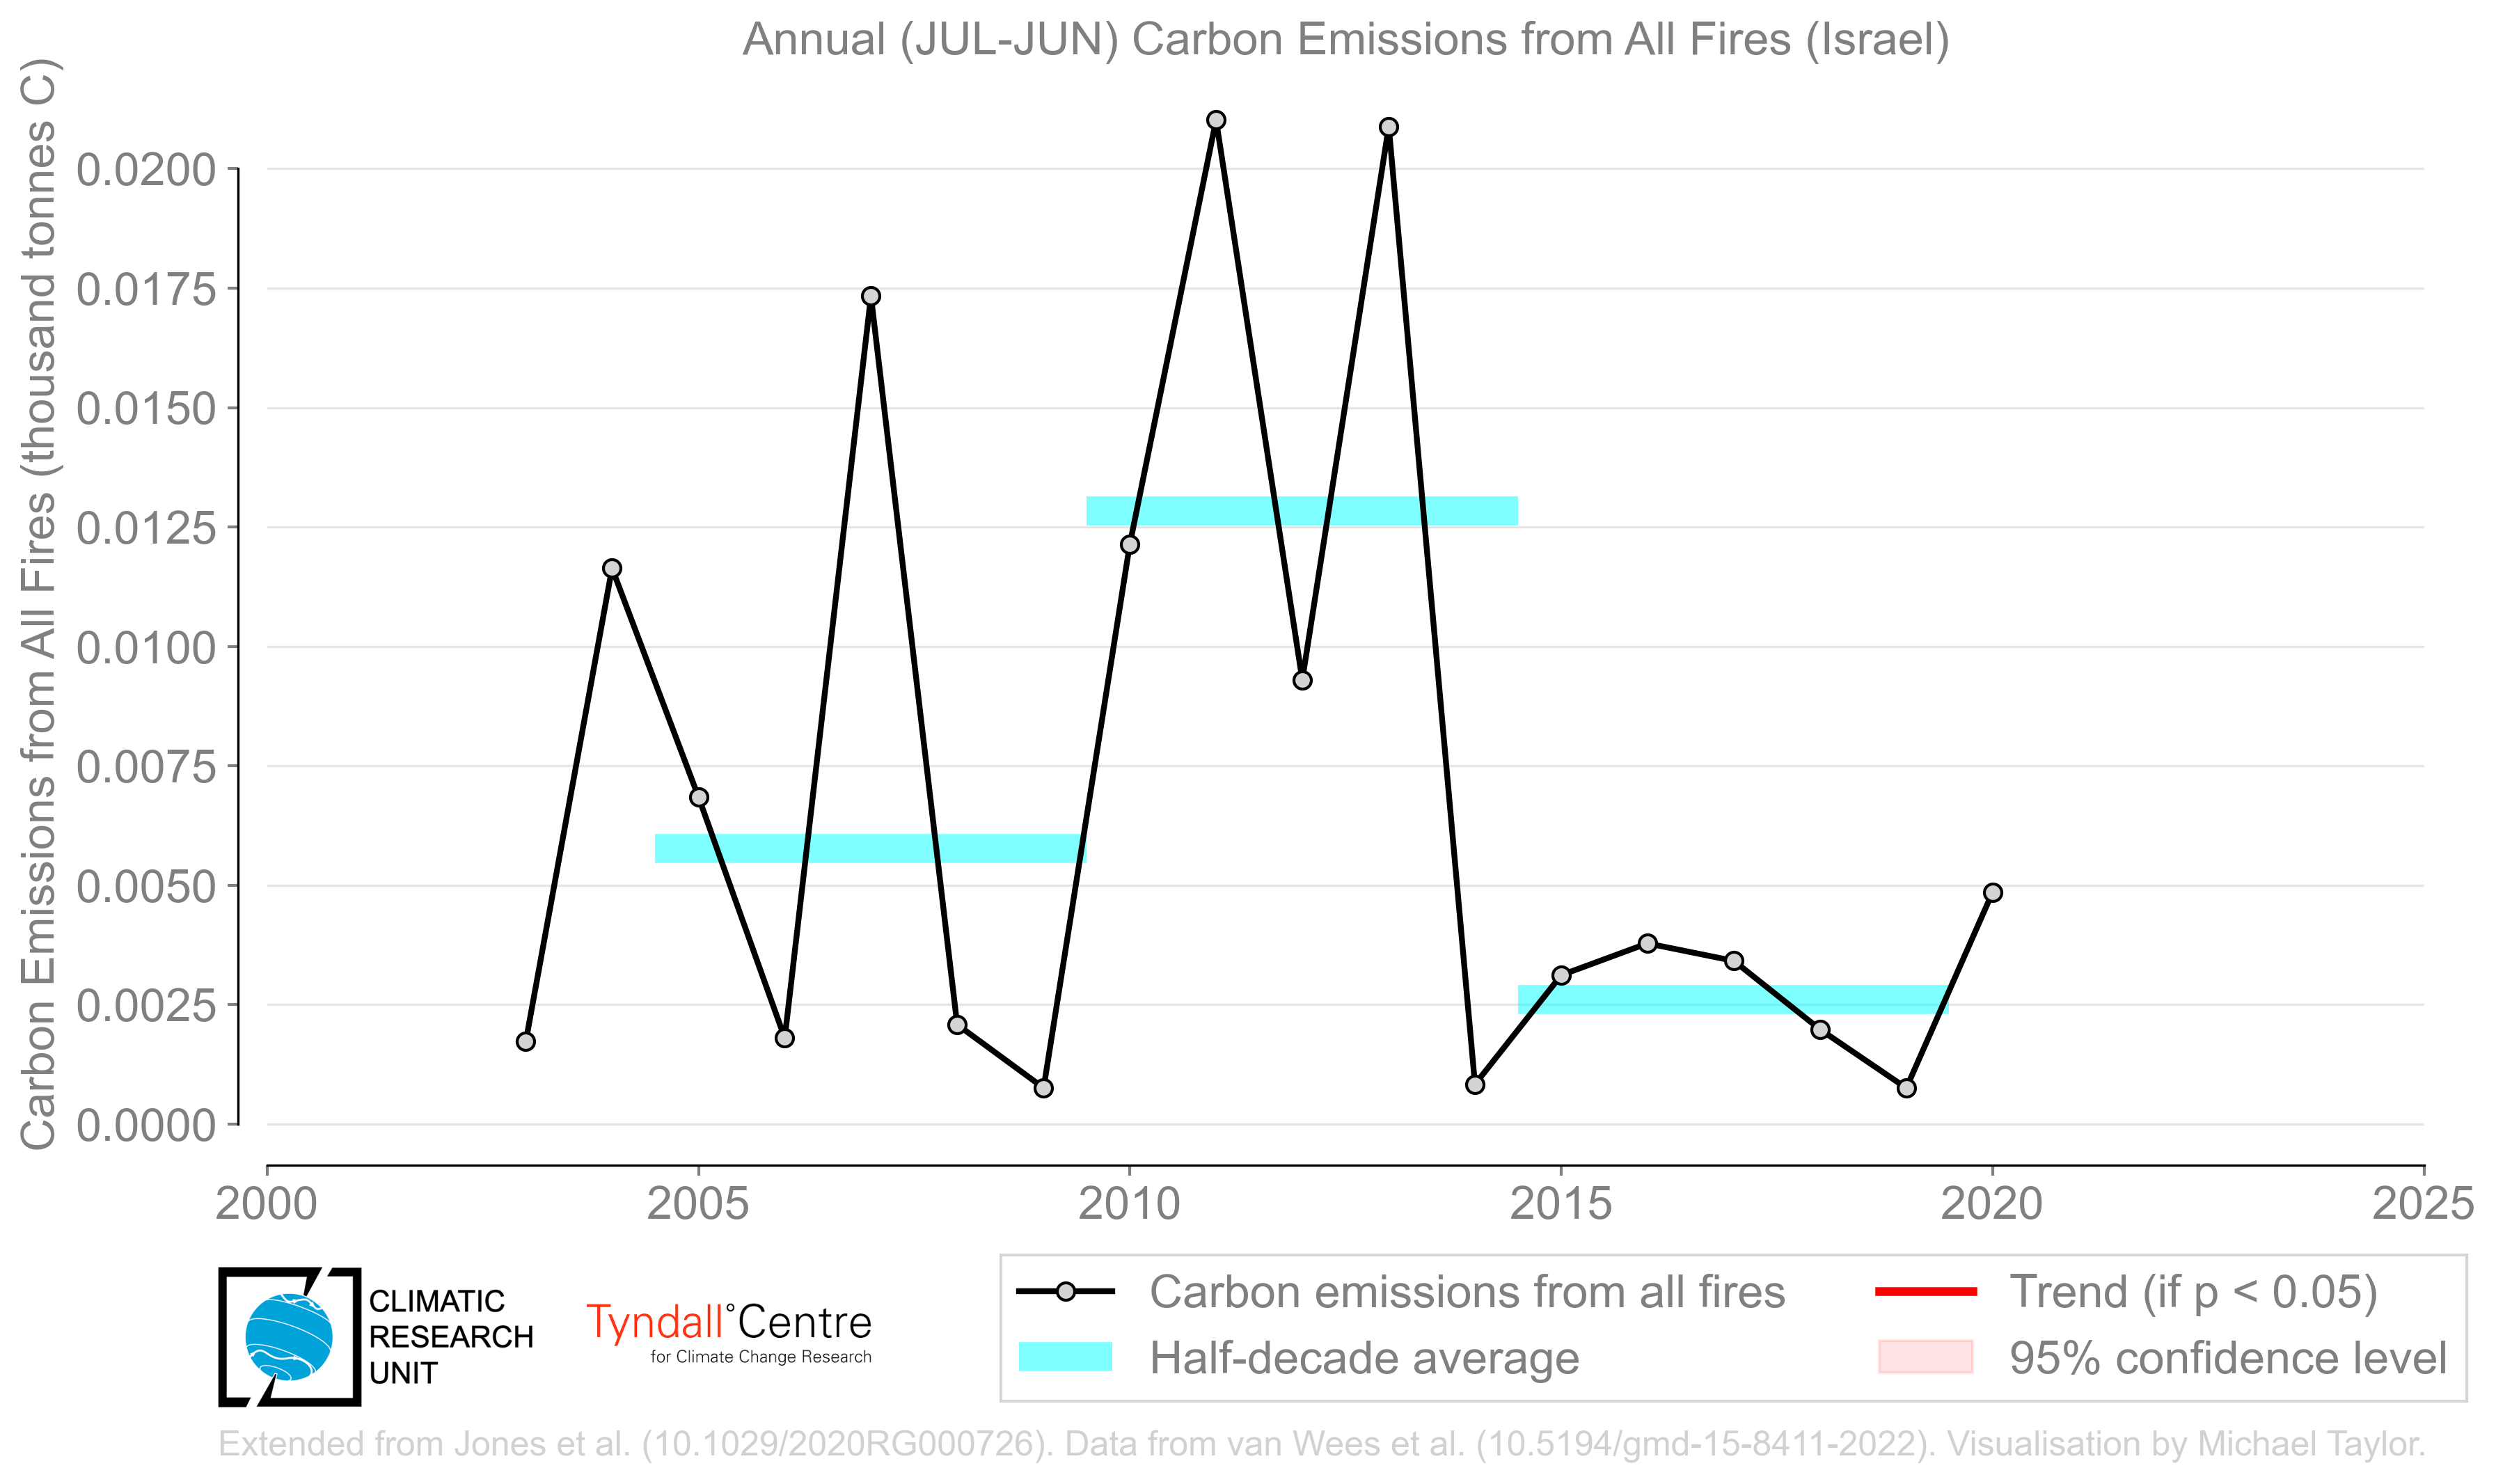 Annual (JUL-JUN) Carbon Emissions from All Fires (Israel)
Carbon Emissions from All Fires (thousand tonnes C)
0.0200
0.0175
0.0150
0.0125
0.0100
0.0075
0.0050
0.0025
0.0000
2000 2005 2010 2015 2020 2025
CLIMATIC
RESEARCH
UNIT
Tyndall°Centre
for Climate Change Research
Carbon emissions from all fires
Half-decade average
Trend (if p < 0.05)
95% confidence level
Extended from Jones et al. (10.1029/2020RG000726). Data from van Wees et al. (10.5194/gmd-15-8411-2022). Visualisation by Michael Taylor.